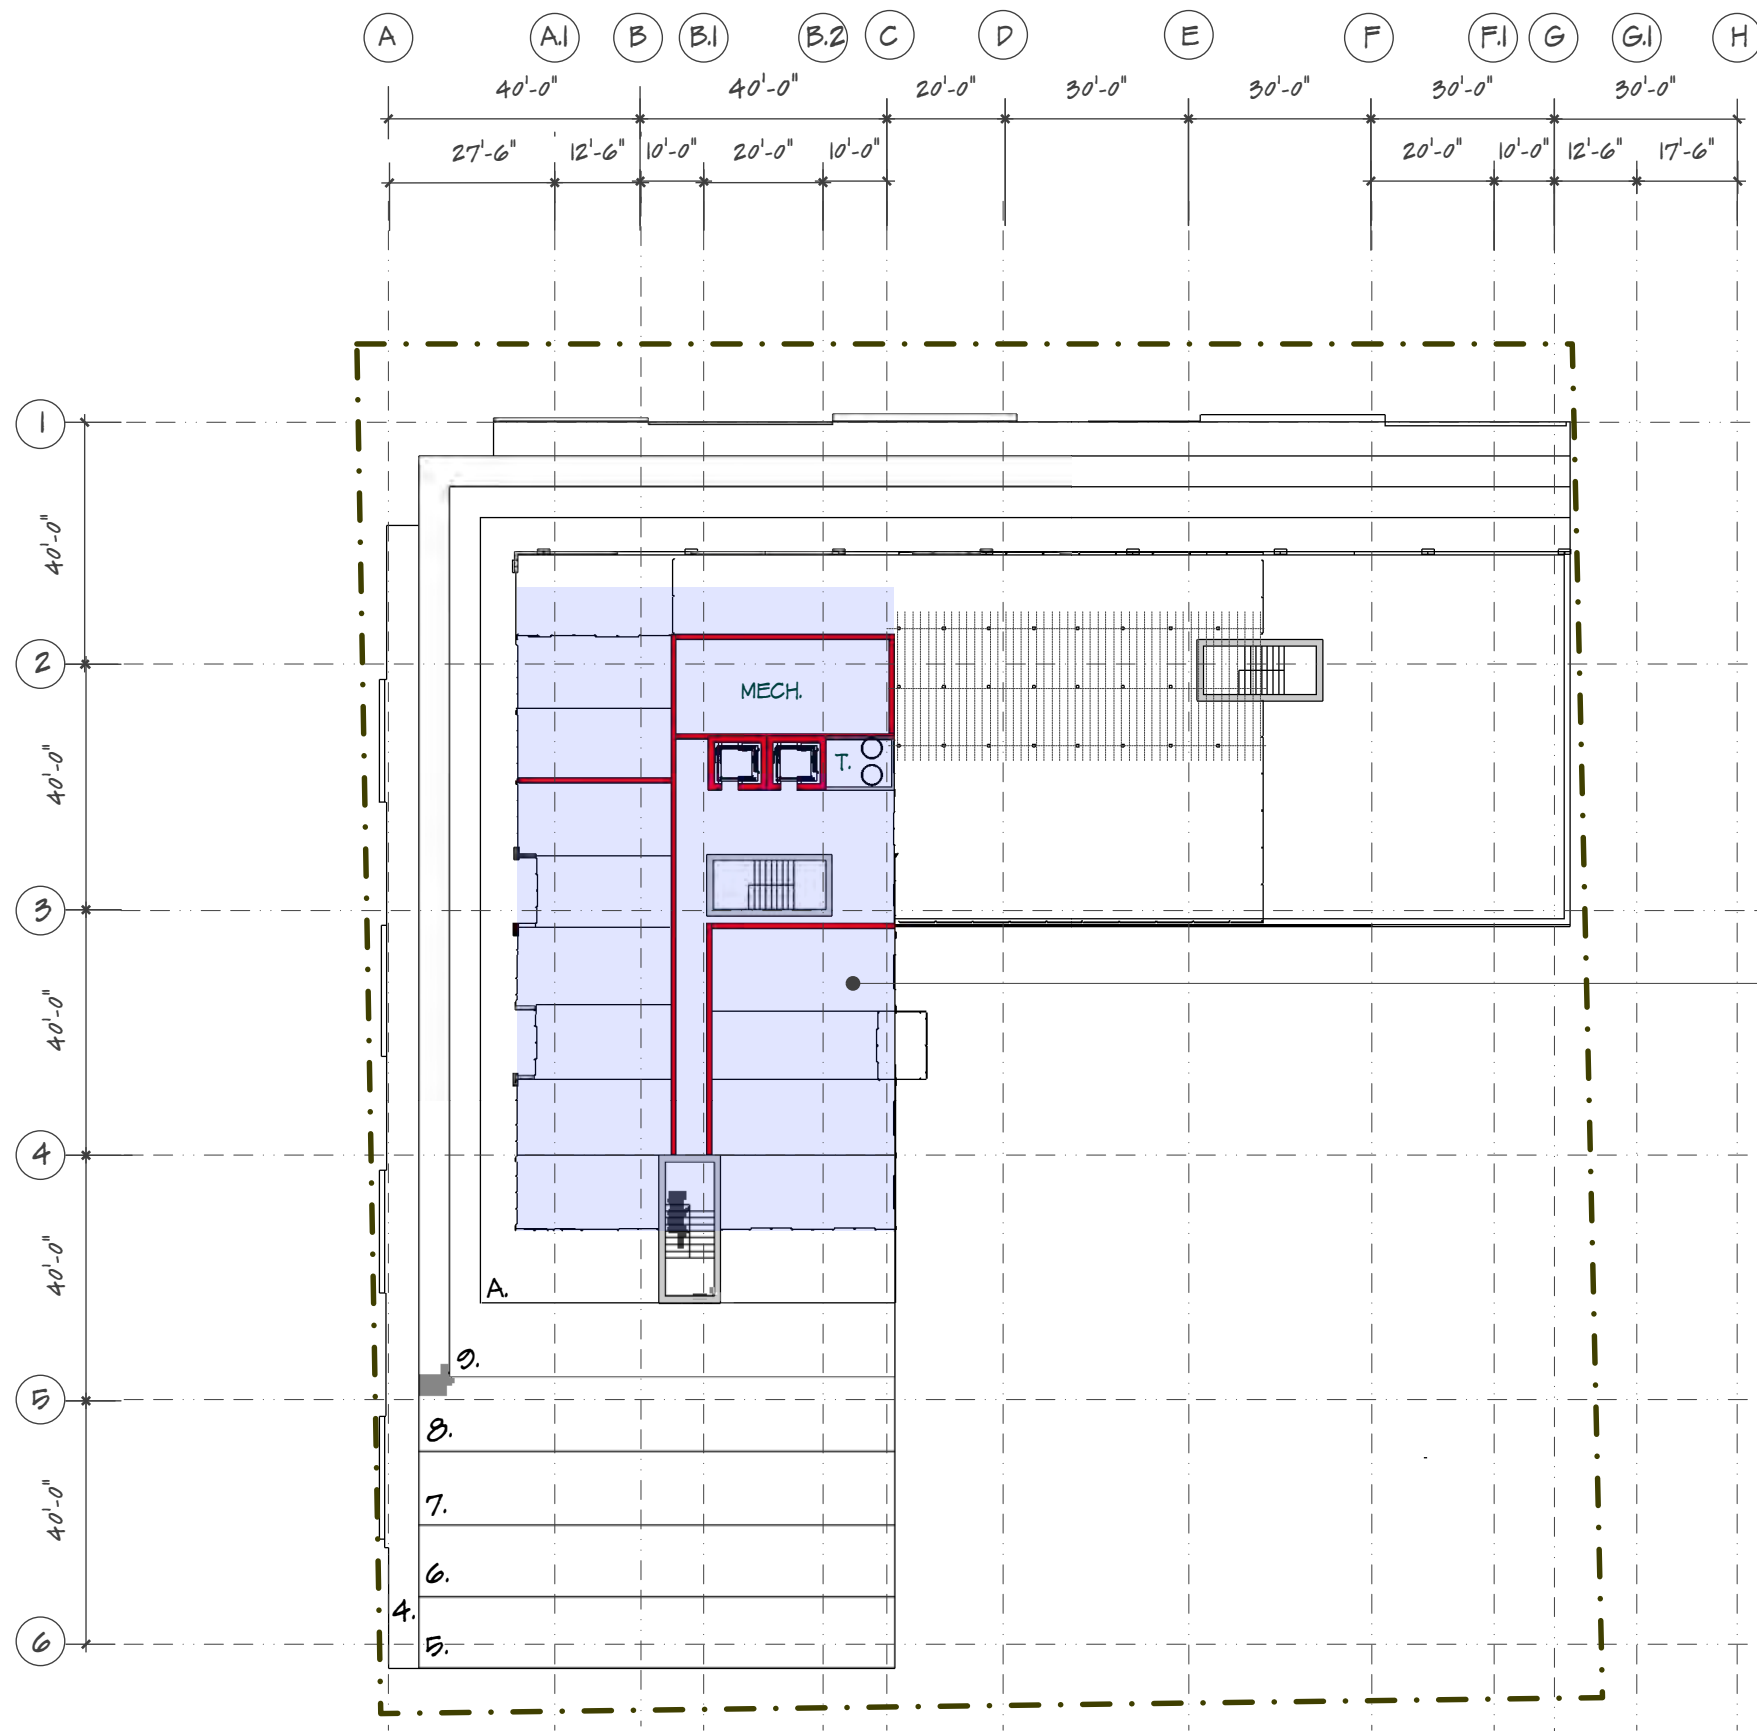 A A.1 B B.1 B.2 C D E F F.1 G G.1 H
40'-0" 40'-0" 20'-0" 30'-0" 30'-0" 30'-0" 30'-0"
27'-6" 12'-6" 10'-0" 20'-0" 10'-0" 20'-0" 10'-0" 12'-6" 17'-6"
1
40'-0"
2
MECH.
T.
40'-0"
3
40'-0"
4
40'-0"
A.
9.
5
8.
7.
40'-0"
6.
4.
5.
6